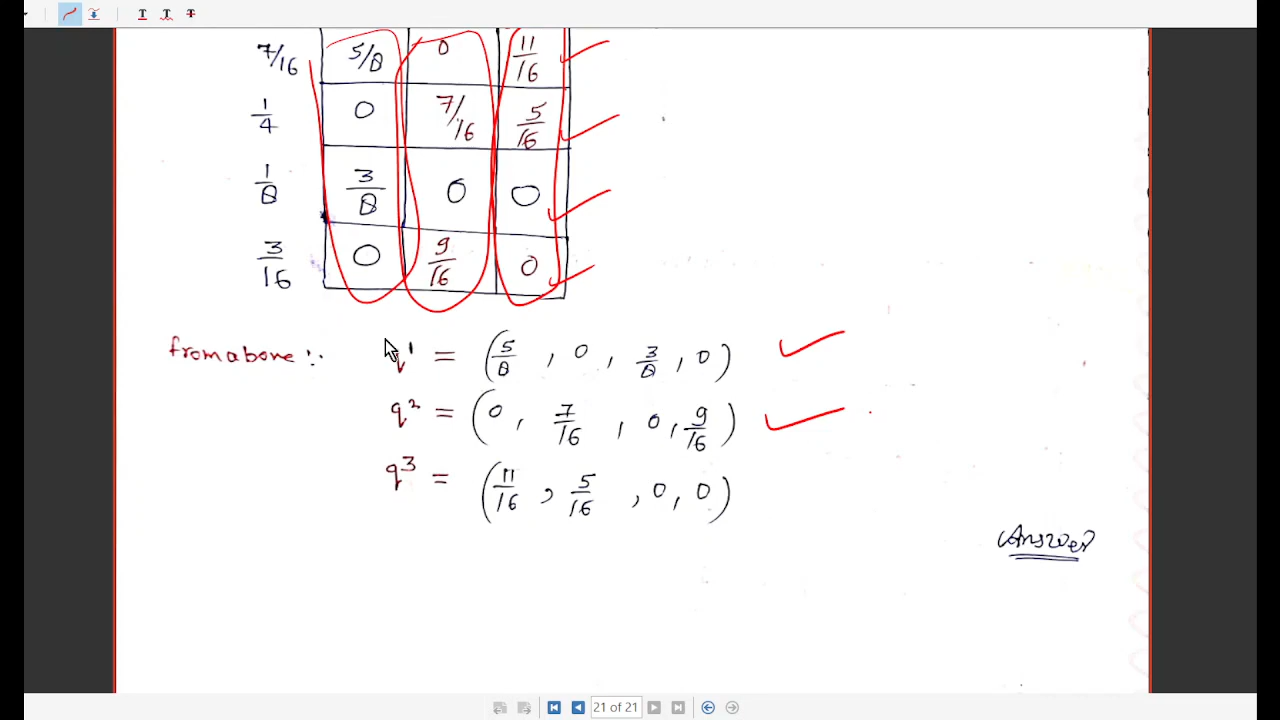 T T T
7/16 5/8 0 11/16
1/4 0 7/16 5/16
1/8 3/8 0 0
3/16 0 9/16 0
from above :. q¹ = (5/8 , 0 , 3/8 , 0)
q² = (0 , 7/16 , 0 , 9/16)
q³ = (11/16 , 5/16 , 0 , 0)
Answer
21 of 21